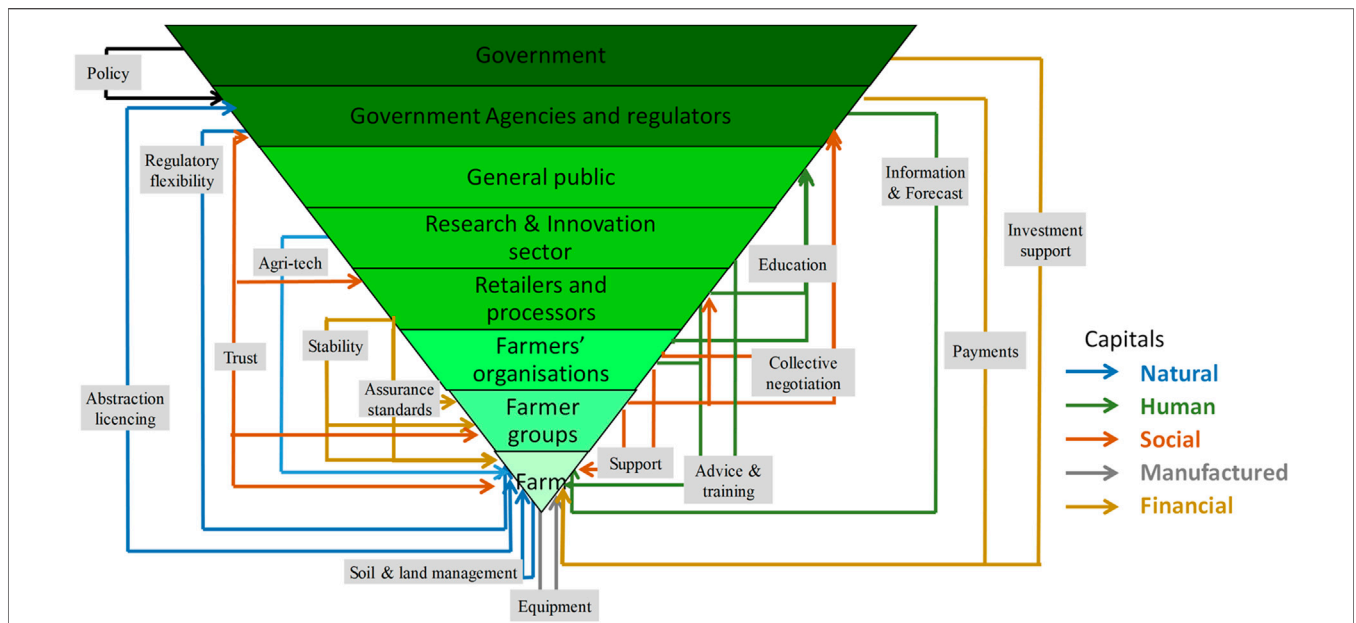 Government
Policy
Government Agencies and regulators
Regulatory
flexibility
General public
Information
& Forecast
Research & Innovation
sector
Investment
support
Agri-tech
Education
Retailers and
processors
Stability
Trust
Farmers’
organisations
Payments
Collective
negotiation
Assurance
standards
Abstraction
licencing
Farmer
groups
Support
Advice &
training
Farm
Soil & land management
Equipment
Capitals
Natural
Human
Social
Manufactured
Financial